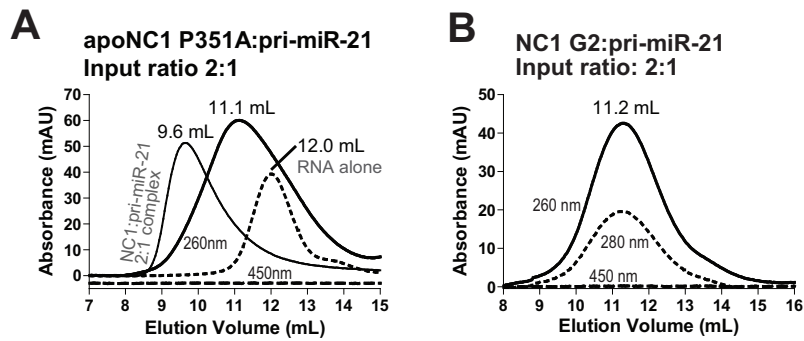 A
apoNC1 P351A:pri-miR-21
Input ratio 2:1
70
60
50
40
30
20
10
0
Absorbance (mAU)
11.1 mL
9.6 mL
12.0 mL
RNA alone
NC1:pri-miR-21
2:1 complex
260nm
450nm
7 8 9 10 11 12 13 14 15
Elution Volume (mL)
B
NC1 G2:pri-miR-21
Input ratio: 2:1
50
40
30
20
10
0
Absorbance (mAU)
11.2 mL
260 nm
280 nm
450 nm
8 9 10 11 12 13 14 15 16
Elution Volume (mL)